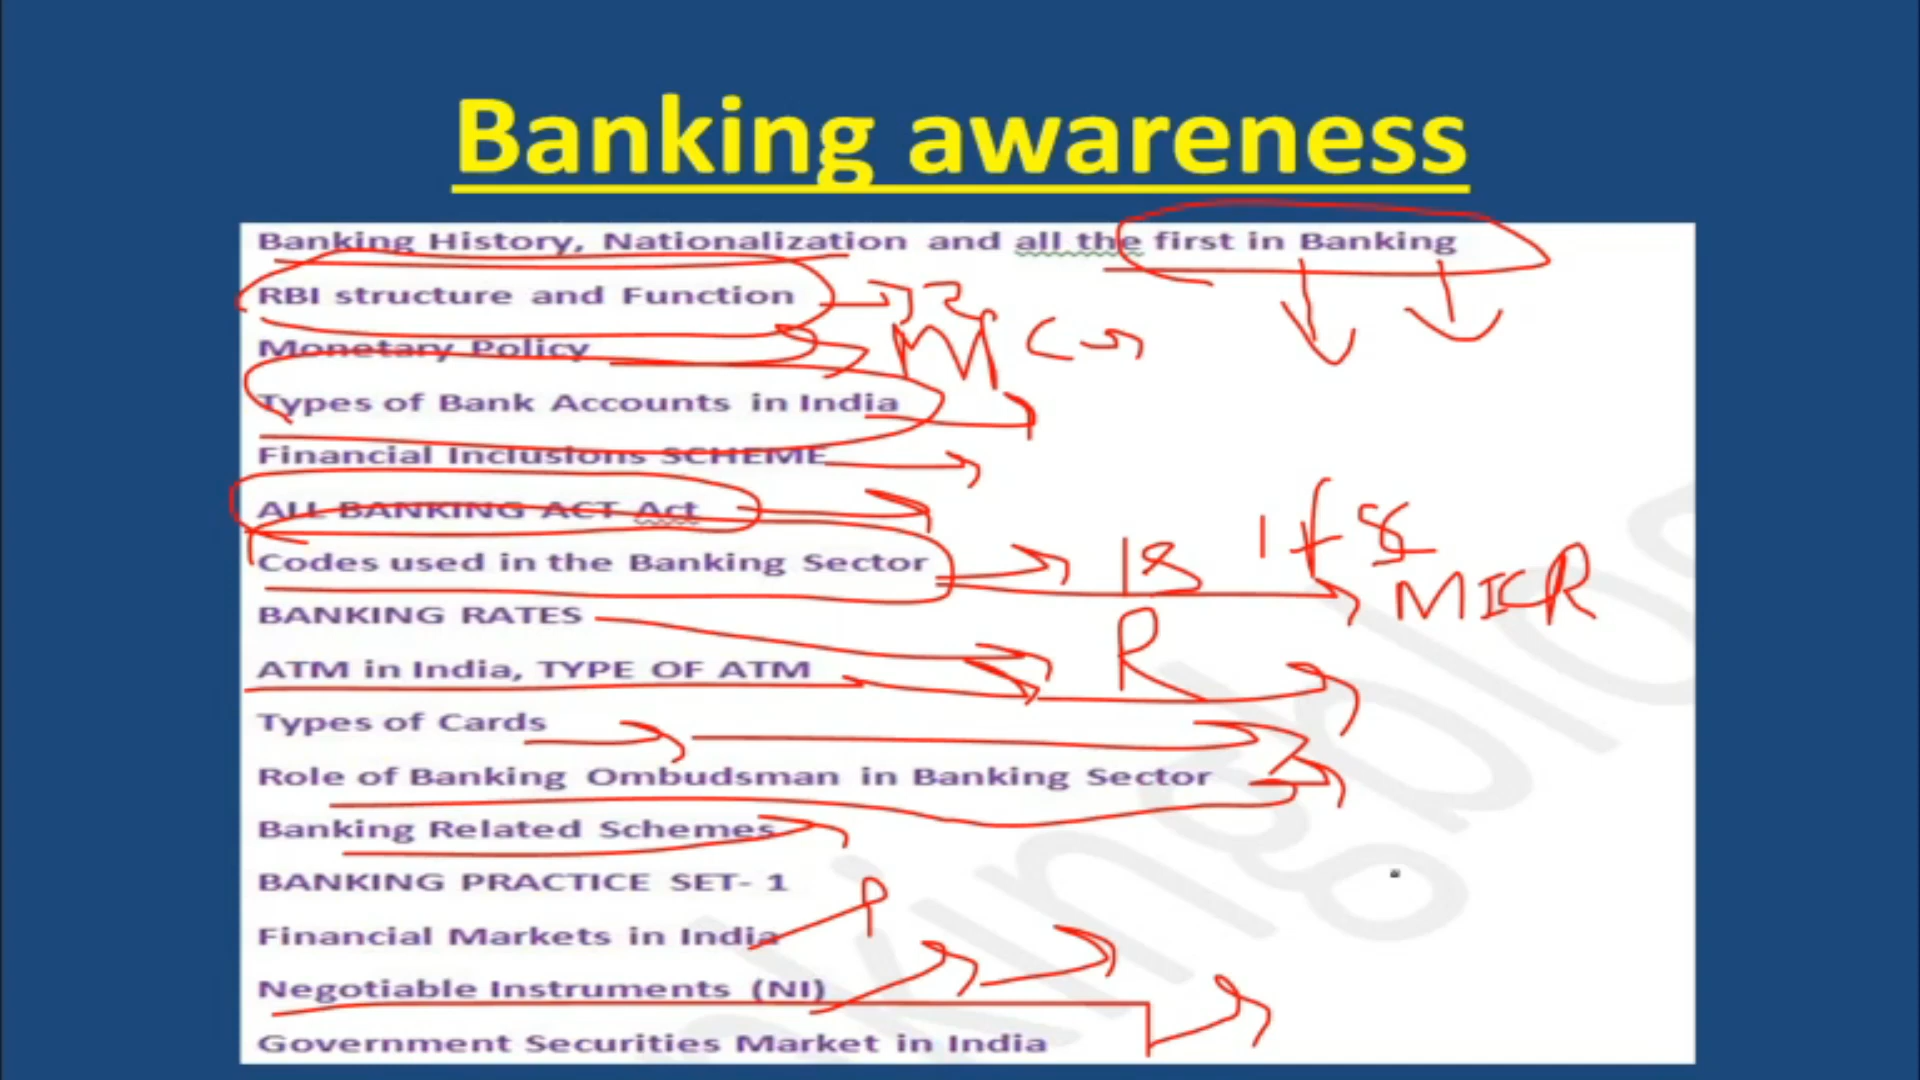 Banking awareness
Banking History, Nationalization and all the first in Banking
RBI structure and Function
Monetary Policy
Types of Bank Accounts in India
Financial Inclusions SCHEME
ALL BANKING ACT Act
Codes used in the Banking Sector
MICR
BANKING RATES
R
ATM in India, TYPE OF ATM
Types of Cards
Role of Banking Ombudsman in Banking Sector
Banking Related Schemes
BANKING PRACTICE SET- 1
Financial Markets in India
Negotiable Instruments (NI)
Government Securities Market in India